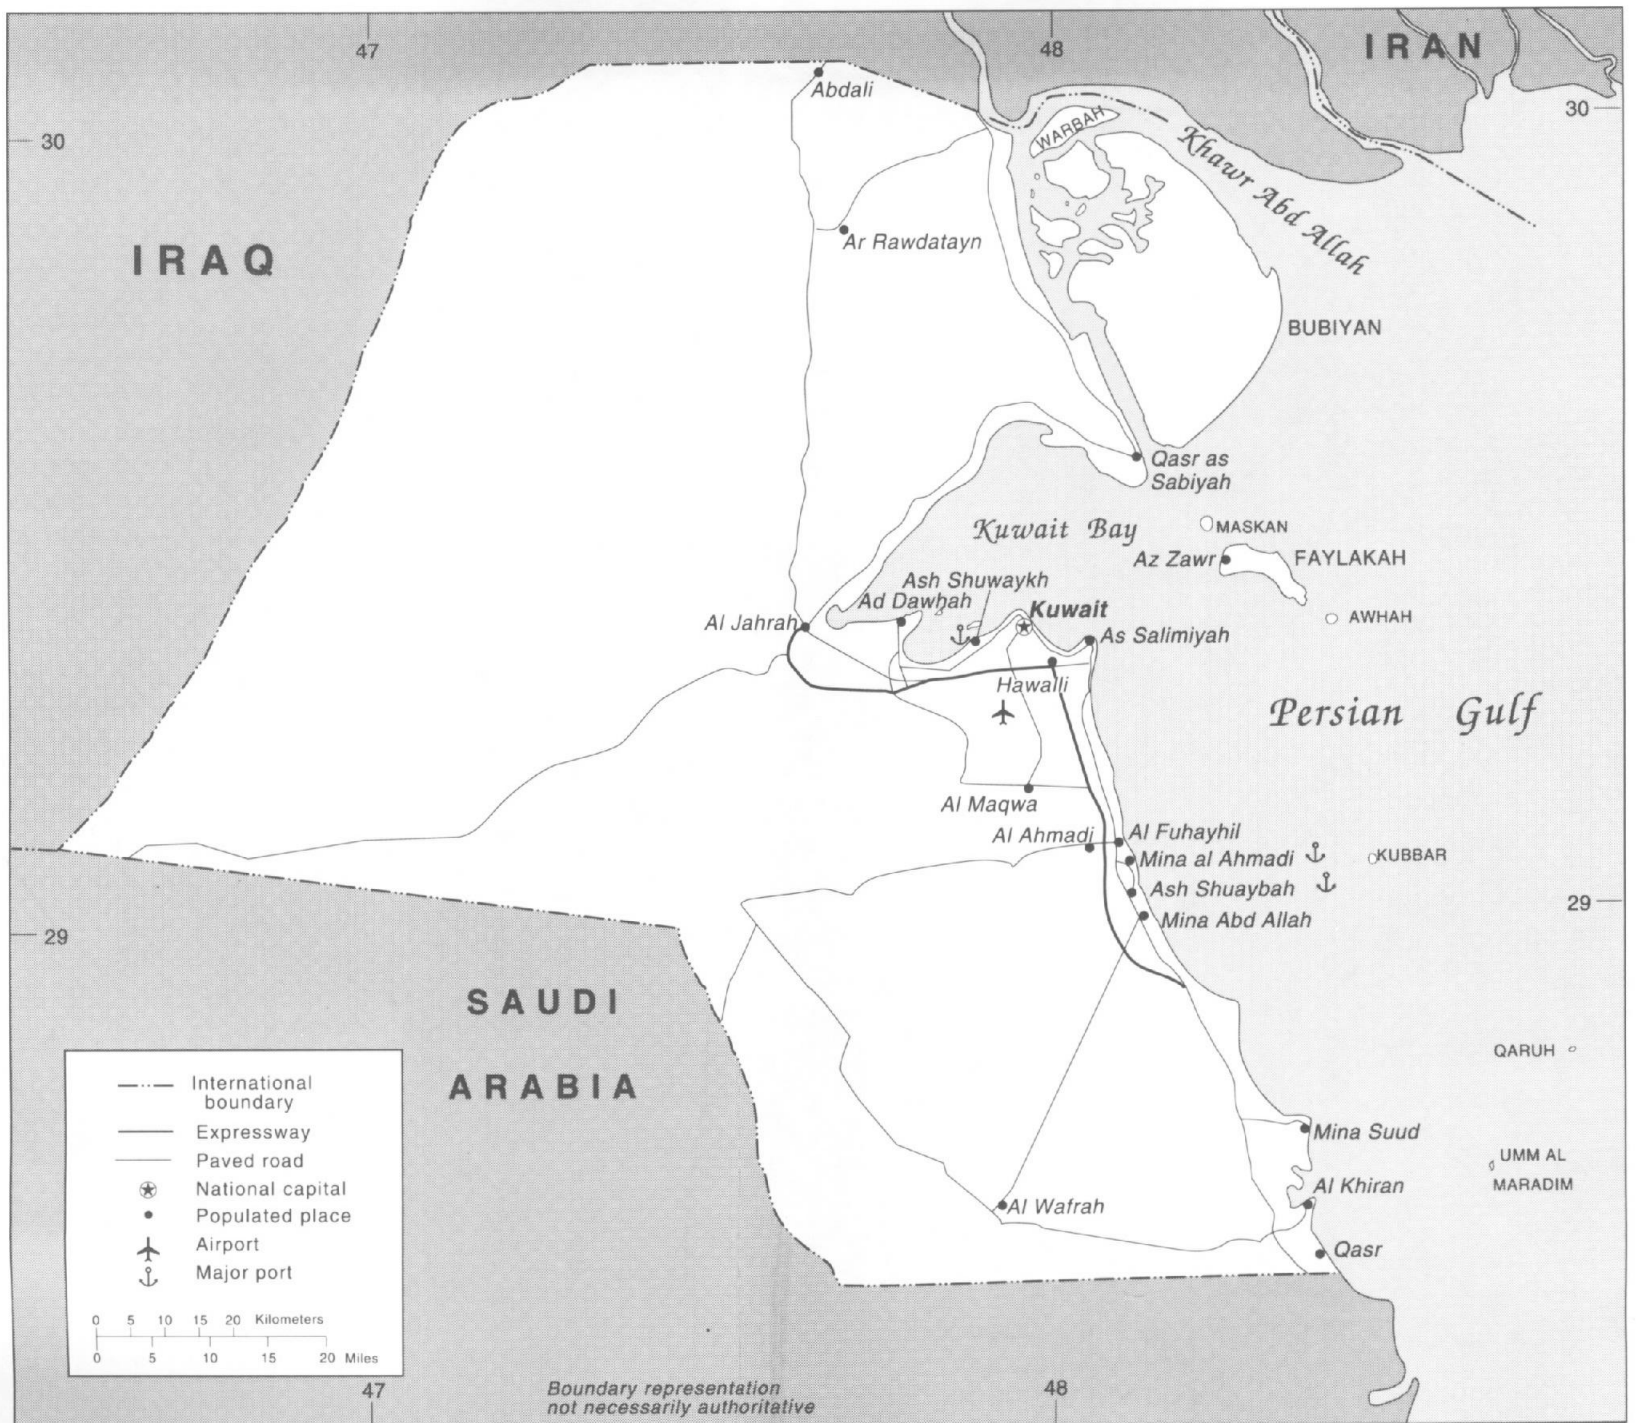 47
48
IRAN
Abdali
30
30
WARBAH
Khawr Abd Allah
IRAQ
Ar Rawdatayn
BUBIYAN
Qasr as
Sabiyah
Kuwait Bay
MASKAN
Az Zawr
FAYLAKAH
Ash Shuwaykh
Ad Dawhah
Kuwait
AWHAH
Al Jahrah
As Salimiyah
Hawalli
Persian Gulf
Al Maqwa
Al Ahmadi
Al Fuhayhil
Mina al Ahmadi
KUBBAR
Ash Shuaybah
29
Mina Abd Allah
29
SAUDI
ARABIA
QARUH
Mina Suud
UMM AL
MARADIM
Al Khiran
Al Wafrah
Qasr
International
boundary
Expressway
Paved road
National capital
Populated place
Airport
Major port
0 5 10 15 20 Kilometers
0 5 10 15 20 Miles
47
48
Boundary representation
not necessarily authoritative